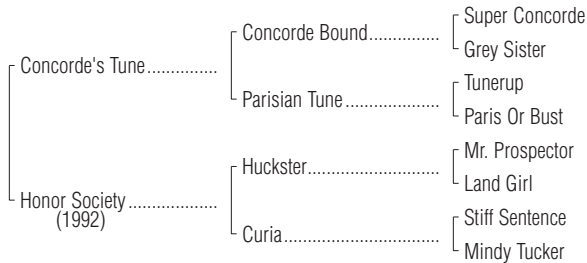 Super Concorde
Concorde Bound...............
Grey Sister
Concorde's Tune...............
Tunerup
Parisian Tune....................
Paris Or Bust
Mr. Prospector
Huckster............................
Land Girl
Honor Society...................
(1992)
Stiff Sentence
Curia.................................
Mindy Tucker